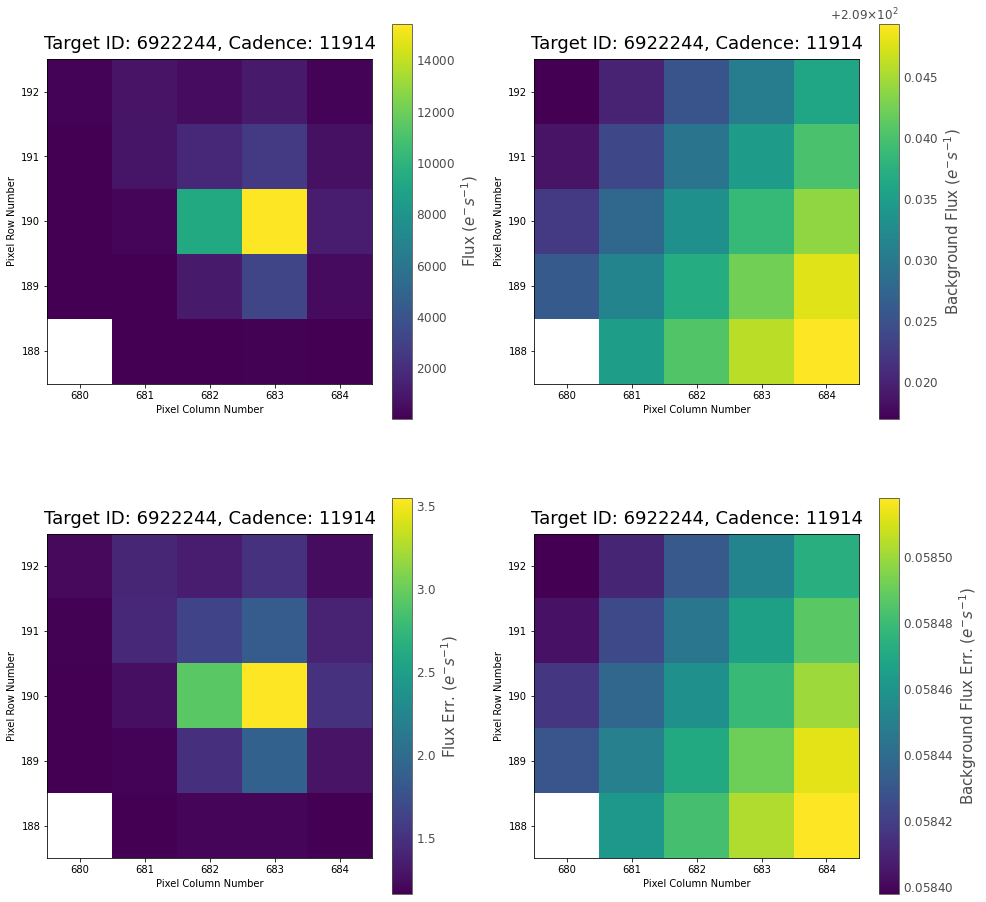 Target ID: 6922244, Cadence: 11914
192
191
190
189
188
Pixel Row Number
680 681 682 683 684
Pixel Column Number
14000
12000
10000
8000
6000
4000
2000
Flux (e⁻s⁻¹)
+2.09×10²
Target ID: 6922244, Cadence: 11914
192
191
190
189
188
Pixel Row Number
680 681 682 683 684
Pixel Column Number
0.045
0.040
0.035
0.030
0.025
0.020
Background Flux (e⁻s⁻¹)
Target ID: 6922244, Cadence: 11914
192
191
190
189
188
Pixel Row Number
680 681 682 683 684
Pixel Column Number
3.5
3.0
2.5
2.0
1.5
Flux Err. (e⁻s⁻¹)
Target ID: 6922244, Cadence: 11914
192
191
190
189
188
Pixel Row Number
680 681 682 683 684
Pixel Column Number
0.05850
0.05848
0.05846
0.05844
0.05842
0.05840
Background Flux Err. (e⁻s⁻¹)